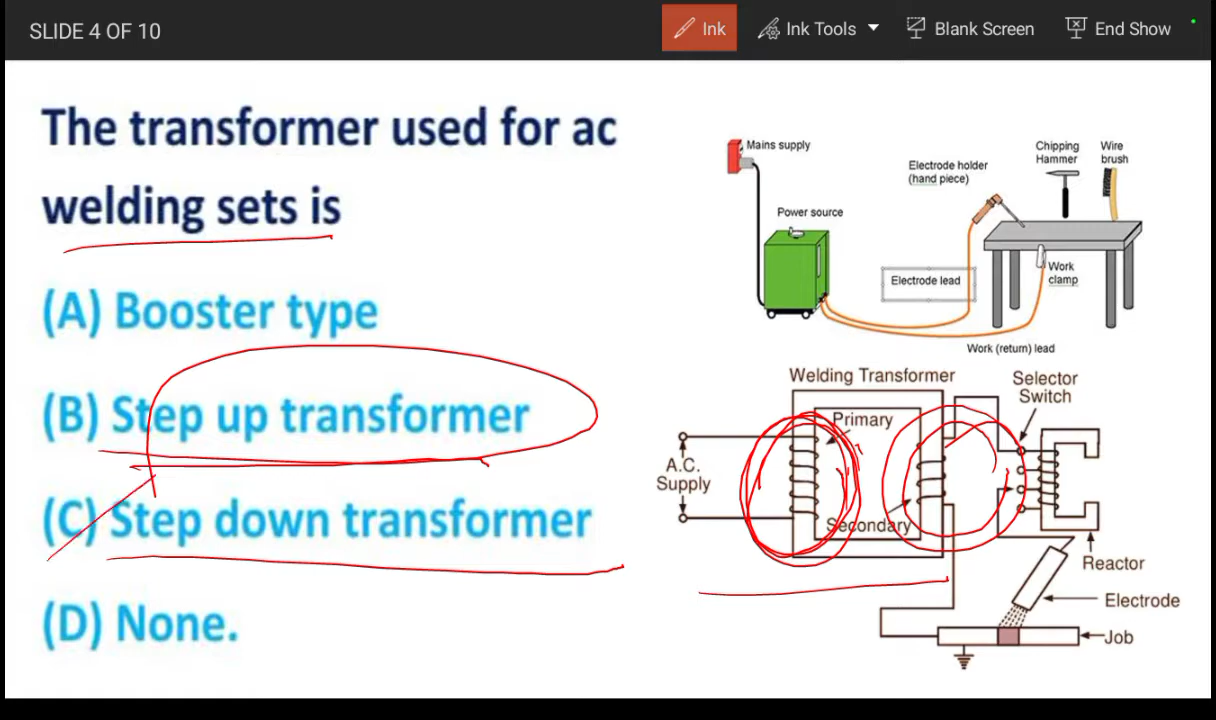 SLIDE 4 OF 10
Ink
Ink Tools
Blank Screen
End Show
The transformer used for ac
welding sets is
(A) Booster type
(B) Step up transformer
(C) Step down transformer
(D) None.
Mains supply
Power source
Electrode holder
(hand piece)
Chipping
Hammer
Wire
brush
Electrode lead
Work
clamp
Work (return) lead
Welding Transformer
Selector
Switch
Primary
A.C.
Supply
Secondary
Reactor
Electrode
Job